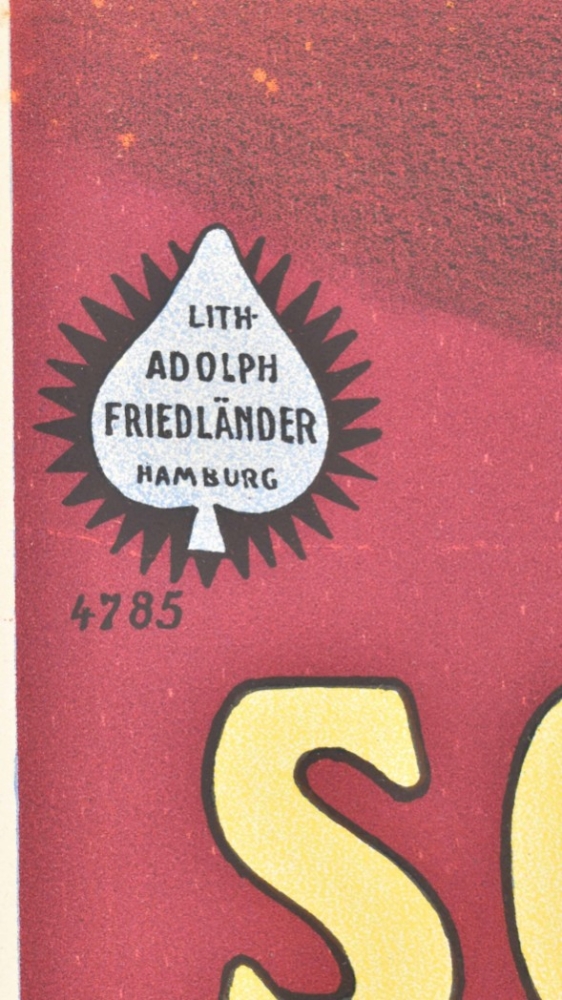 LITH-
ADOLPH
FRIEDLÄNDER
HAMBURG
4785
S